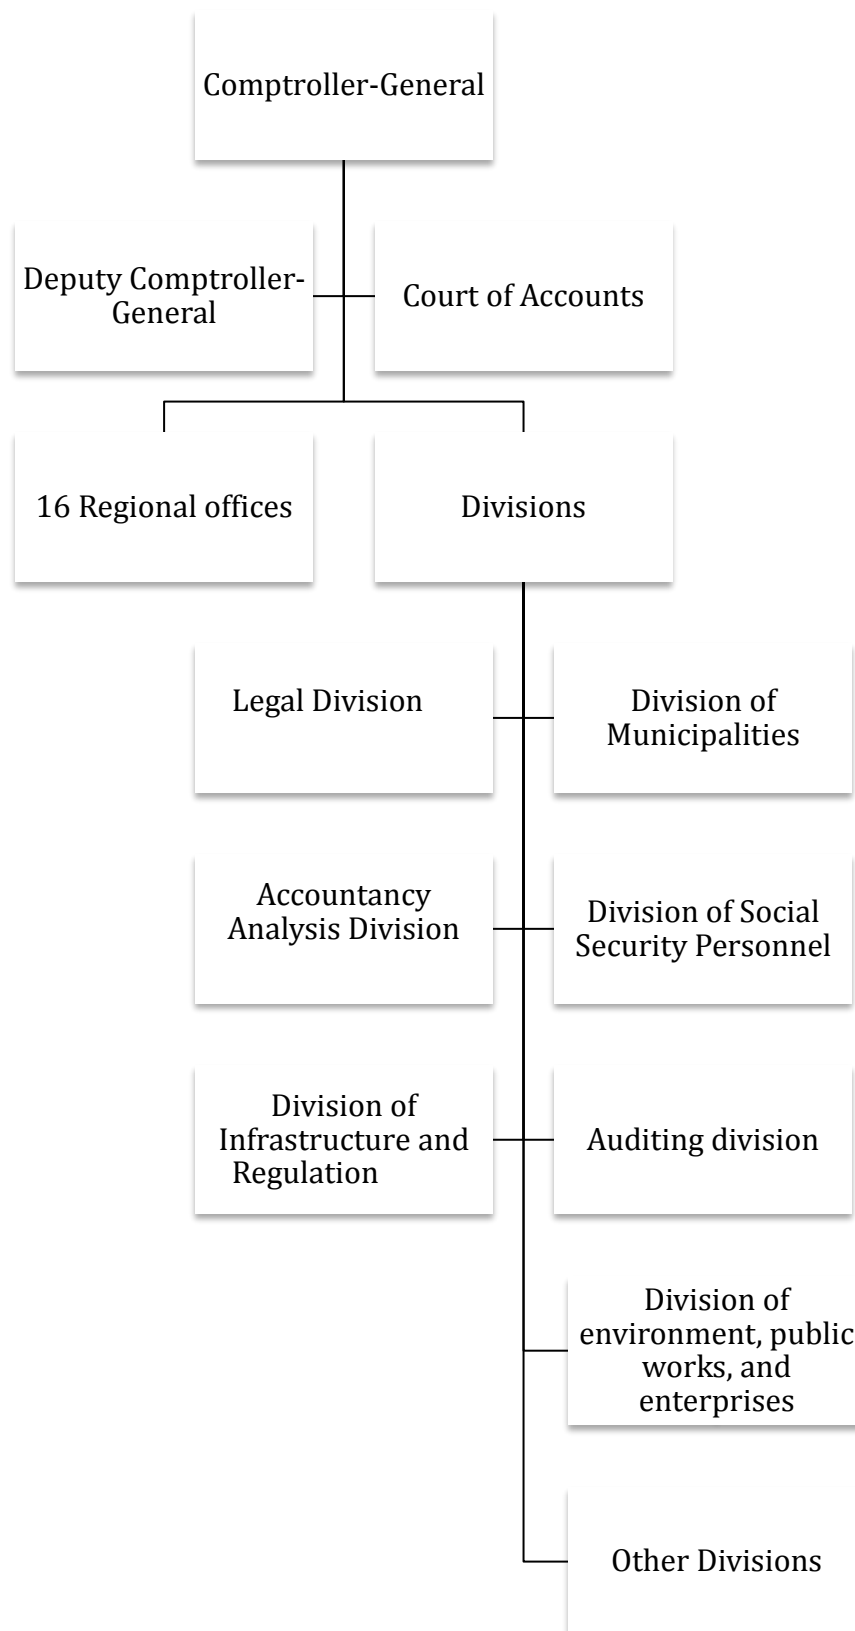 Comptroller-General
Deputy Comptroller-
General
Court of Accounts
16 Regional offices
Divisions
Legal Division
Division of
Municipalities
Accountancy
Analysis Division
Division of Social
Security Personnel
Division of
Infrastructure and
Regulation
Auditing division
Division of
environment, public
works, and
enterprises
Other Divisions